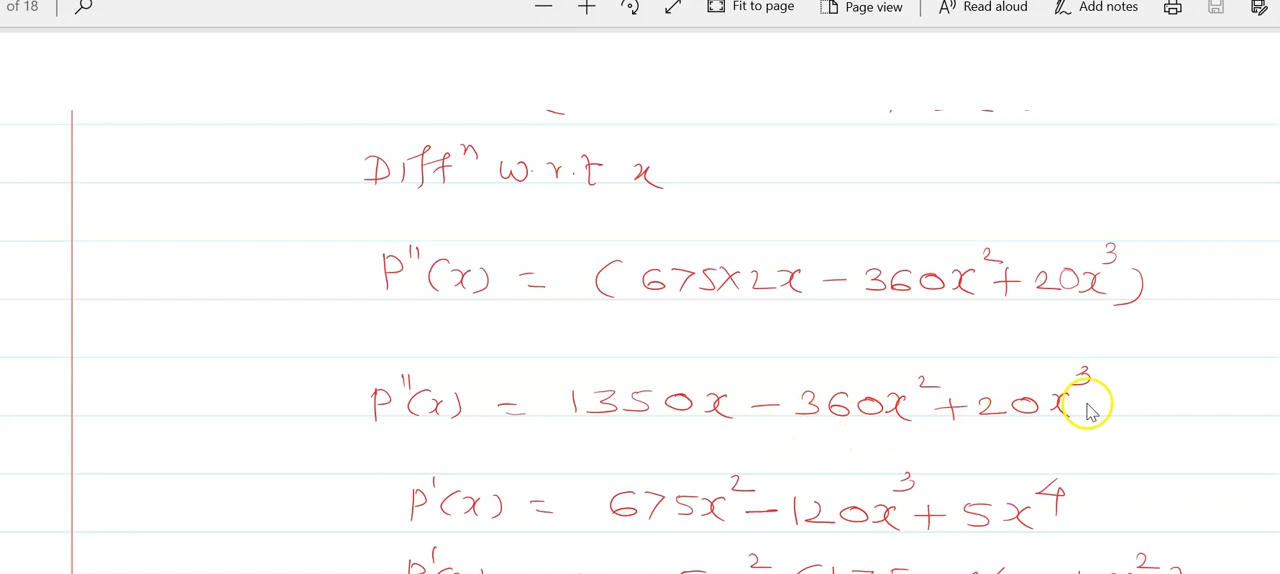 of 18 Fit to page Page view Read aloud Add notes
Diffⁿ w.r.t x
P''(x) = (675×2x − 360x² + 20x³)
P''(x) = 1350x − 360x² + 20x³
P'(x) = 675x² − 120x³ + 5x⁴